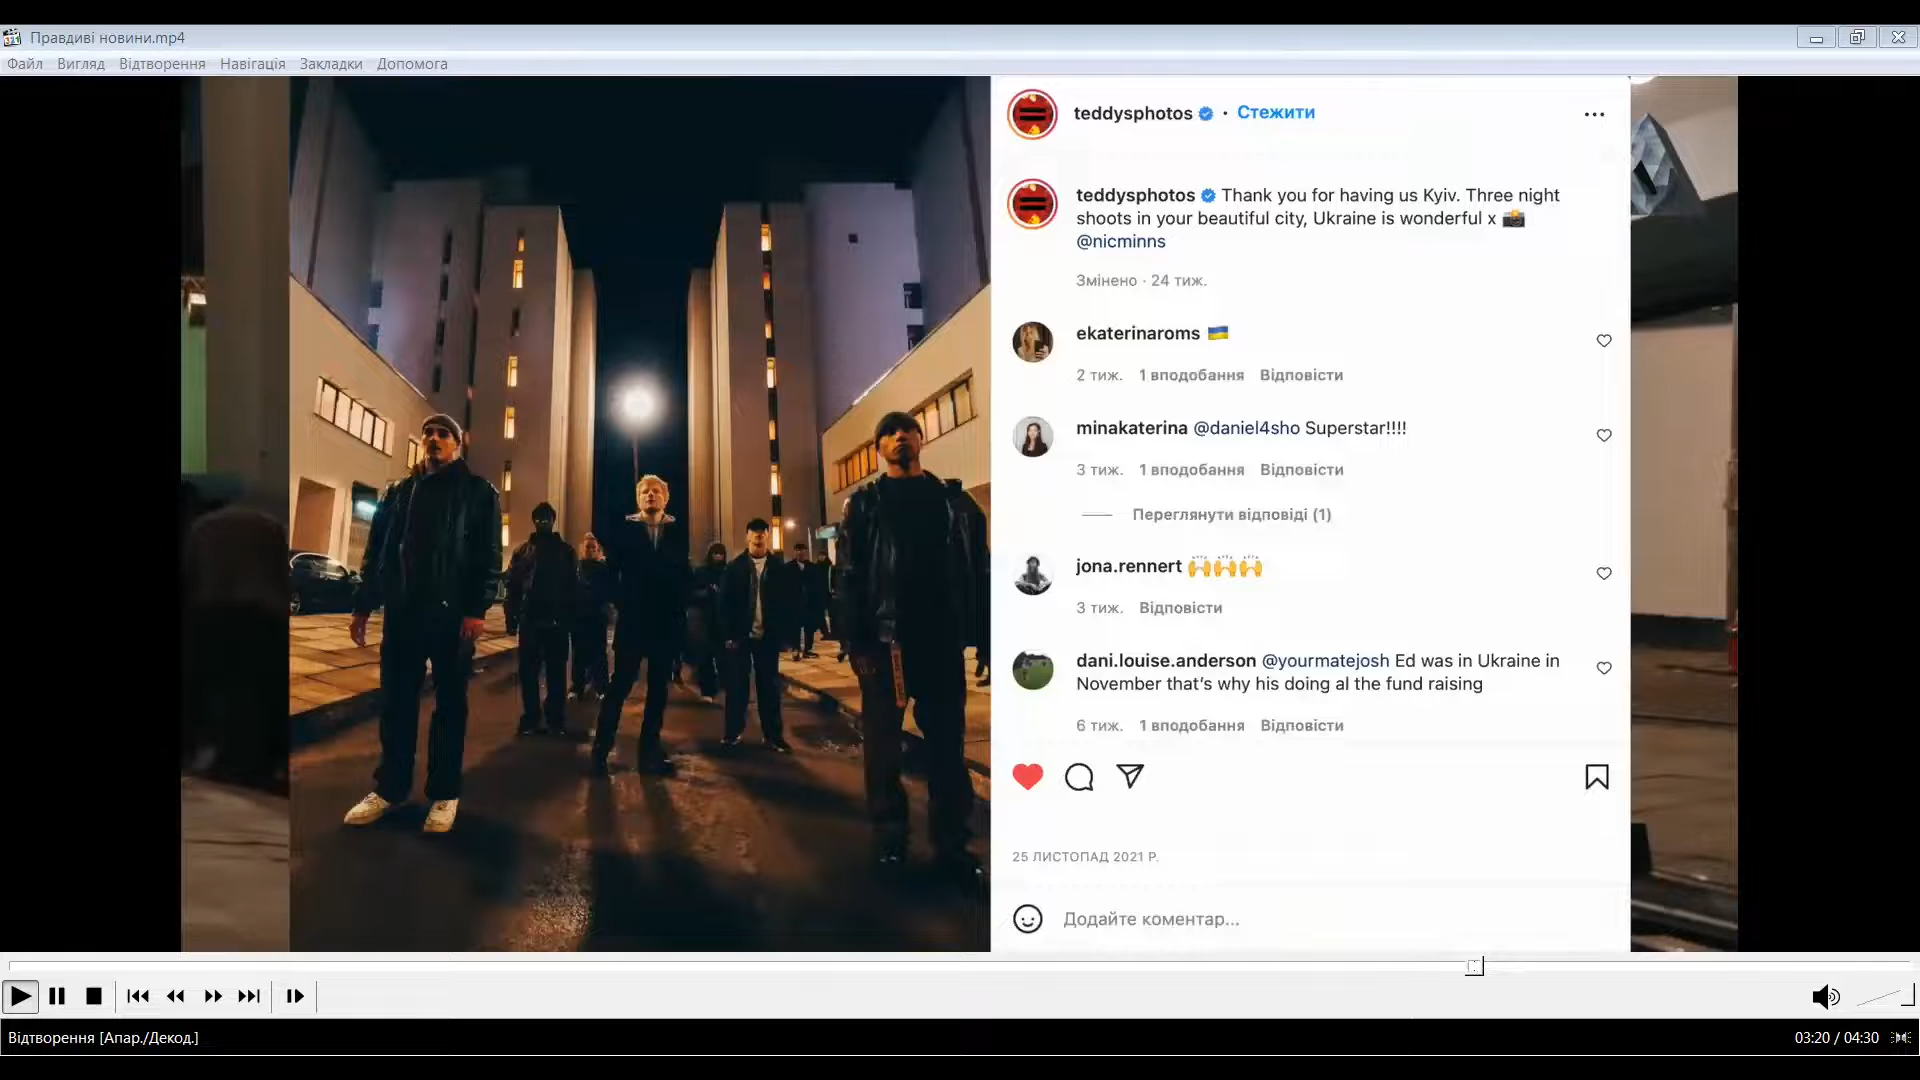 Правдиві новини.mp4
Файл Вигляд Відтворення Навігація Закладки Допомога
teddysphotos • Стежити
teddysphotos Thank you for having us Kyiv. Three night
shoots in your beautiful city, Ukraine is wonderful x 📸
@nicminns
Змінено · 24 тиж.
ekaterinaroms 🇺🇦
2 тиж. 1 вподобання Відповісти
minakaterina @daniel4sho Superstar!!!!
3 тиж. 1 вподобання Відповісти
Переглянути відповіді (1)
jona.rennert 🙌🙌🙌
3 тиж. Відповісти
dani.louise.anderson @yourmatejosh Ed was in Ukraine in
November that’s why his doing al the fund raising
6 тиж. 1 вподобання Відповісти
25 ЛИСТОПАД 2021 Р.
Додайте коментар...
Відтворення [Апар./Декод.]
03:20 / 04:30